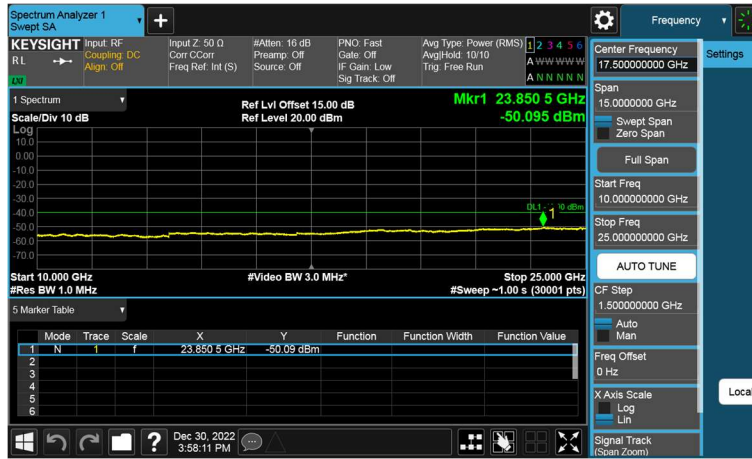 Spectrum Analyzer 1
Swept SA
Frequency
KEYSIGHT
RL
LXI
Input: RF
Coupling: DC
Align: Off
Input Z: 50 Ω
Corr CCorr
Freq Ref: Int (S)
#Atten: 16 dB
Preamp: Off
Source: Off
PNO: Fast
Gate: Off
IF Gain: Low
Sig Track: Off
Avg Type: Power (RMS)
Avg|Hold: 10/10
Trig: Free Run
1 2 3 4 5 6
A W W W W W
A N N N N N
1 Spectrum
Scale/Div 10 dB
Ref Lvl Offset 15.00 dB
Ref Level 20.00 dBm
Mkr1 23.850 5 GHz
-50.095 dBm
Log
10.0
0.00
-10.0
-20.0
-30.0
-40.0
-50.0
-60.0
-70.0
DL1
dBm
1
Start 10.000 GHz
#Res BW 1.0 MHz
#Video BW 3.0 MHz*
Stop 25.000 GHz
#Sweep ~1.00 s (30001 pts)
5 Marker Table
Mode Trace Scale X Y Function Function Width Function Value
1 N 1 f 23.850 5 GHz -50.09 dBm
2
3
4
5
6
Dec 30, 2022
3:58:11 PM
Center Frequency
17.500000000 GHz
Settings
Span
15.0000000 GHz
Swept Span
Zero Span
Full Span
Start Freq
10.000000000 GHz
Stop Freq
25.000000000 GHz
AUTO TUNE
CF Step
1.500000000 GHz
Auto
Man
Freq Offset
0 Hz
X Axis Scale
Log
Lin
Local
Signal Track
(Span Zoom)